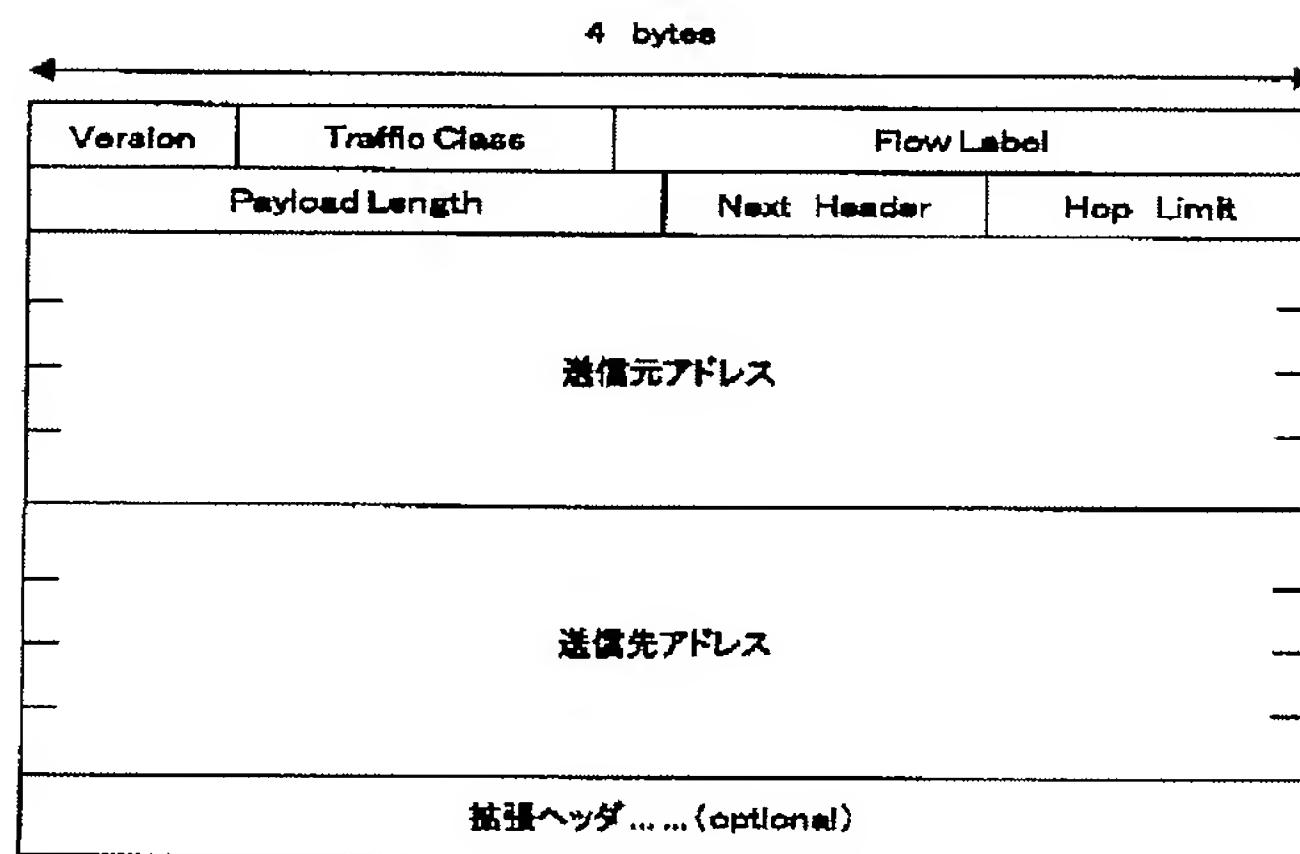 4 bytes
Version Traffic Class Flow Label
Payload Length Next Header Hop Limit
送信元アドレス
送信先アドレス
拡張ヘッダ……(optional)